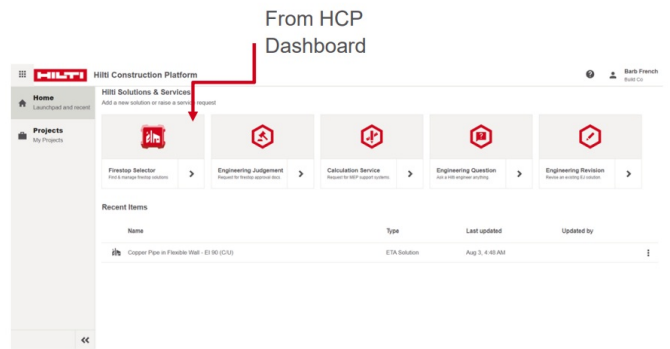 From HCP
Dashboard
HILTI
Hilti Construction Platform
Barb French
Build Co
Home
Launchpad and recent
Projects
My Projects
Hilti Solutions & Services
Add a new solution or raise a service request
Firestop Selector
Find & manage firestop solutions
Engineering Judgement
Request for firestop approval docs.
Calculation Service
Request for MEP support systems
Engineering Question
Ask a Hilti engineer anything
Engineering Revision
Revise an existing EJ solution
Recent Items
Name Type Last updated Updated by
Copper Pipe in Flexible Wall - EI 90 (C/U) ETA Solution Aug 3, 4:48 AM